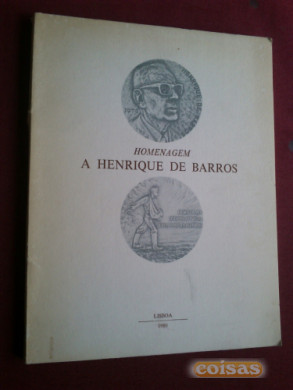 HOMENAGEM
A HENRIQUE DE BARROS
LISBOA
coisas